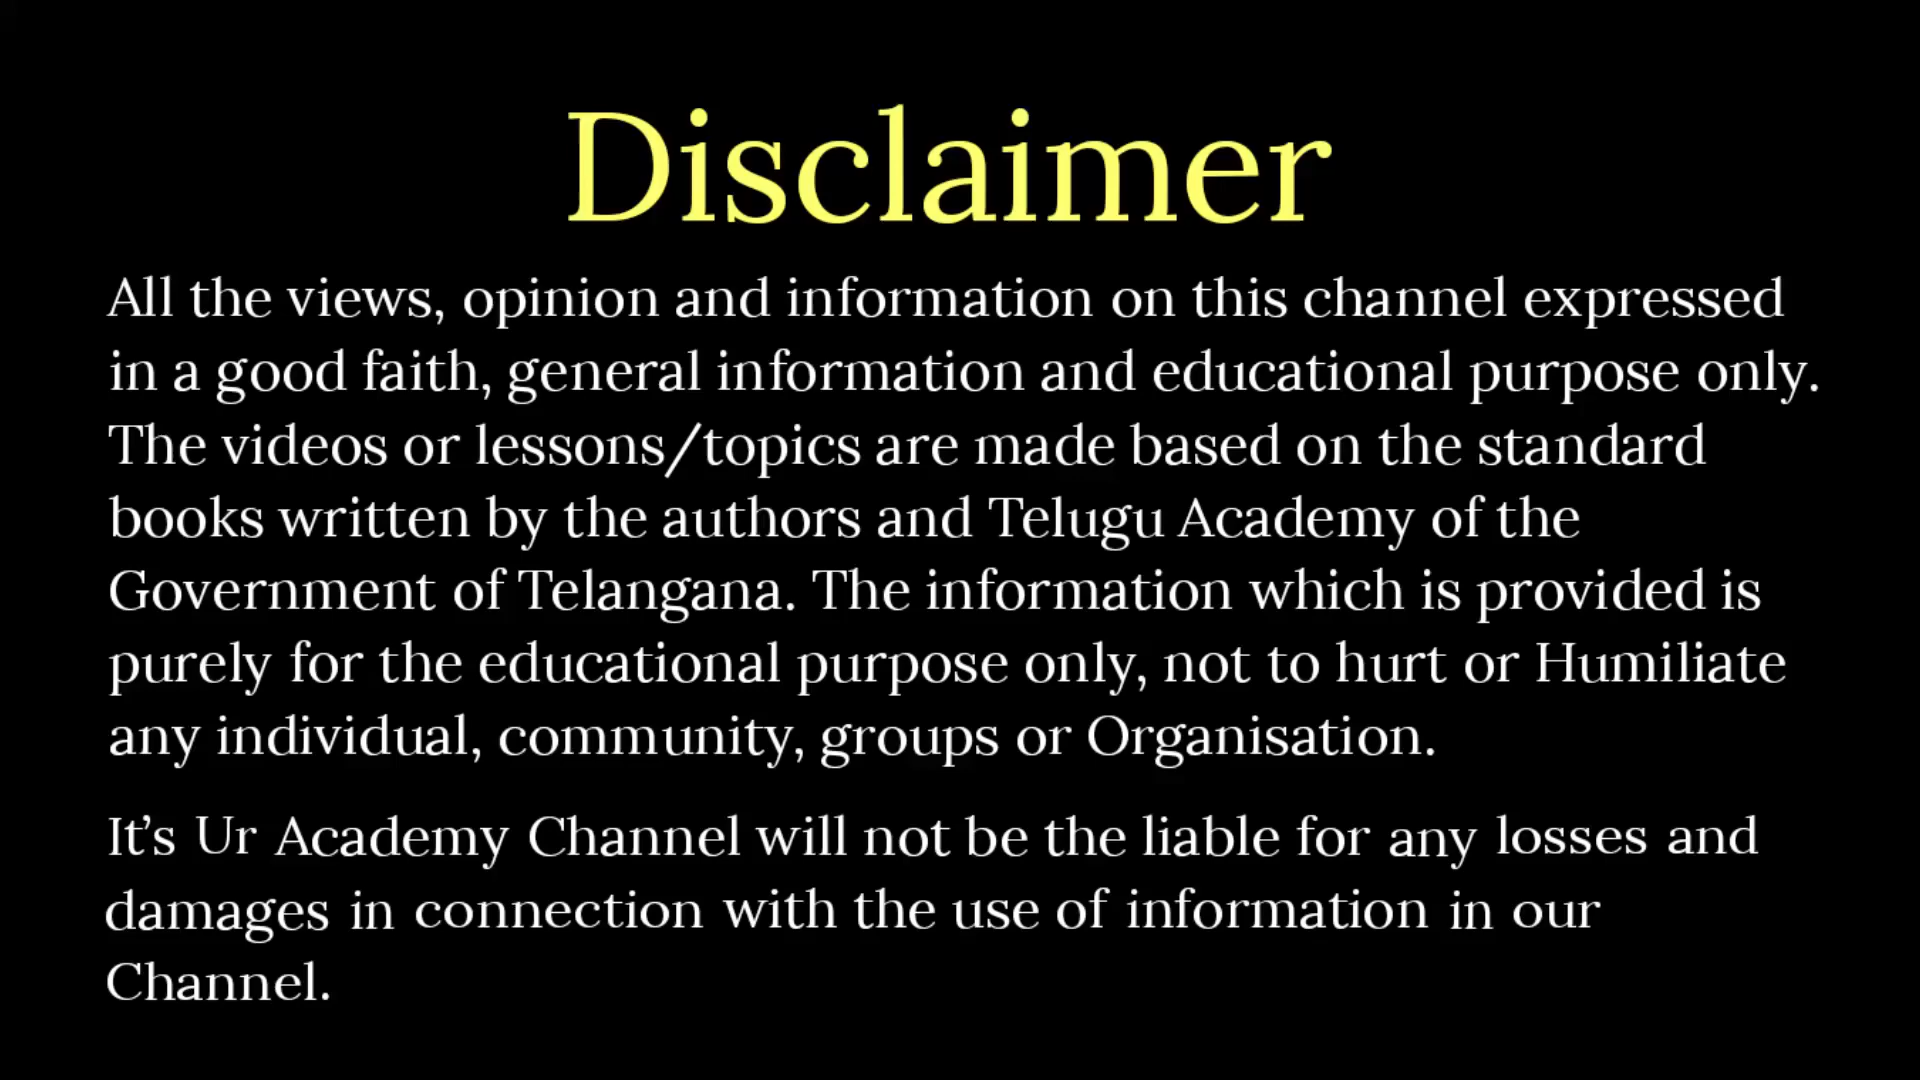 Disclaimer
All the views, opinion and information on this channel expressed
in a good faith, general information and educational purpose only.
The videos or lessons/topics are made based on the standard
books written by the authors and Telugu Academy of the
Government of Telangana. The information which is provided is
purely for the educational purpose only, not to hurt or Humiliate
any individual, community, groups or Organisation.
It’s Ur Academy Channel will not be the liable for any losses and
damages in connection with the use of information in our
Channel.